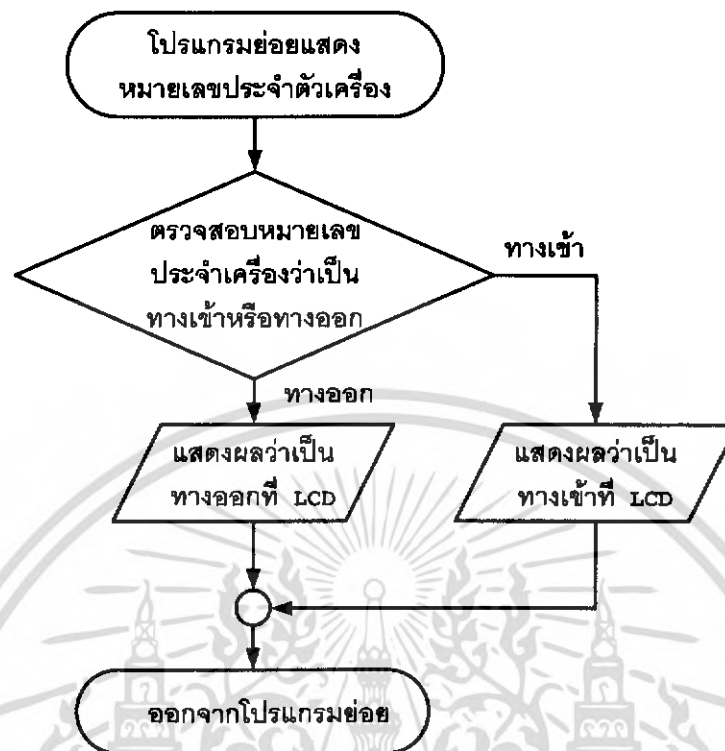 โปรแกรมย่อยแสดง
หมายเลขประจำตัวเครื่อง
ตรวจสอบหมายเลข
ประจำเครื่องว่าเป็น
ทางเข้าหรือทางออก
ทางเข้า
ทางออก
แสดงผลว่าเป็น
ทางออกที่ LCD
แสดงผลว่าเป็น
ทางเข้าที่ LCD
ออกจากโปรแกรมย่อย